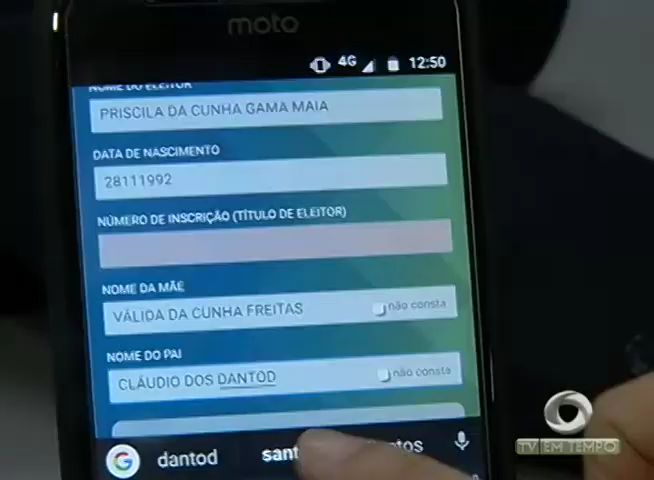 moto
4G 12:50
NOME DO ELEITOR
PRISCILA DA CUNHA GAMA MAIA
DATA DE NASCIMENTO
28111992
NÚMERO DE INSCRIÇÃO (TÍTULO DE ELEITOR)
NOME DA MÃE
VÁLIDA DA CUNHA FREITAS não consta
NOME DO PAI
CLÁUDIO DOS DANTOD não consta
G dantod
TV EM TEMPO